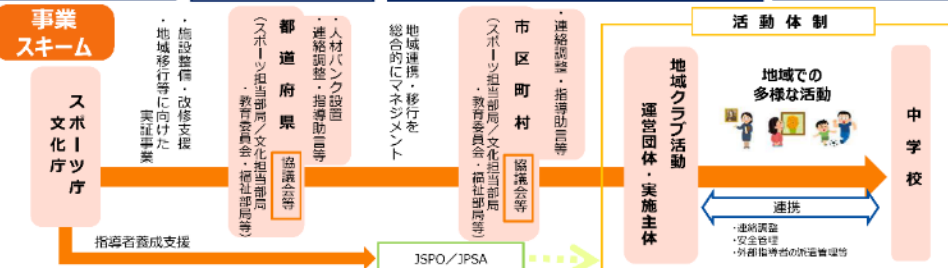 事業
スキーム
スポーツ庁
文化庁
・施設整備・改修支援
・地域移行等に向けた
実証事業
都道府県
(スポーツ担当部局/文化担当部局
・教育委員会・福祉部局等)
協議会等
・人材バンク設置
・連絡調整・指導助言等
地域連携・移行を
総合的にマネジメント
市区町村
(スポーツ担当部局/文化担当部局
・教育委員会・福祉部局等)
協議会等
・連絡調整・指導助言等
活動体制
地域クラブ活動
運営団体・実施主体
地域での
多様な活動
中学校
連携
・連絡調整
・安全管理
・外部指導者の派遣管理等
指導者養成支援
JSPO/JPSA